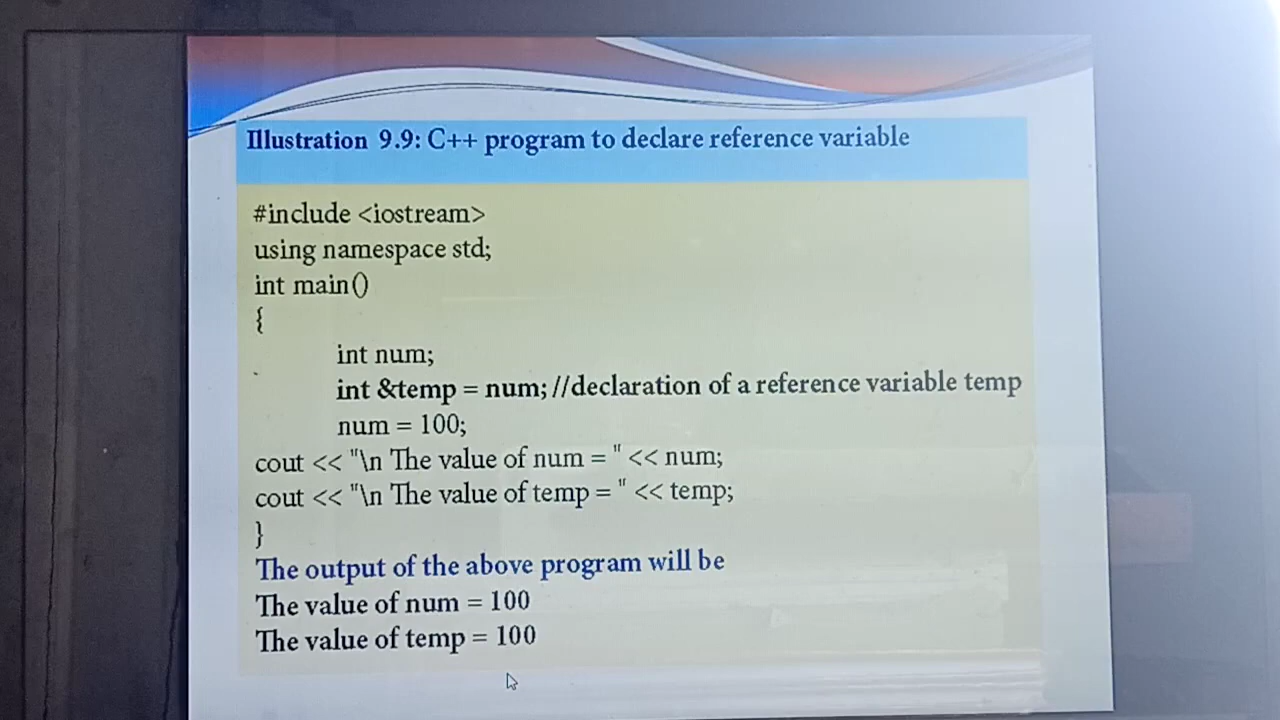 Illustration 9.9: C++ program to declare reference variable
#include <iostream>
using namespace std;
int main()
{
int num;
int &temp = num; //declaration of a reference variable temp
num = 100;
cout << "\n The value of num = " << num;
cout << "\n The value of temp = " << temp;
}
The output of the above program will be
The value of num = 100
The value of temp = 100